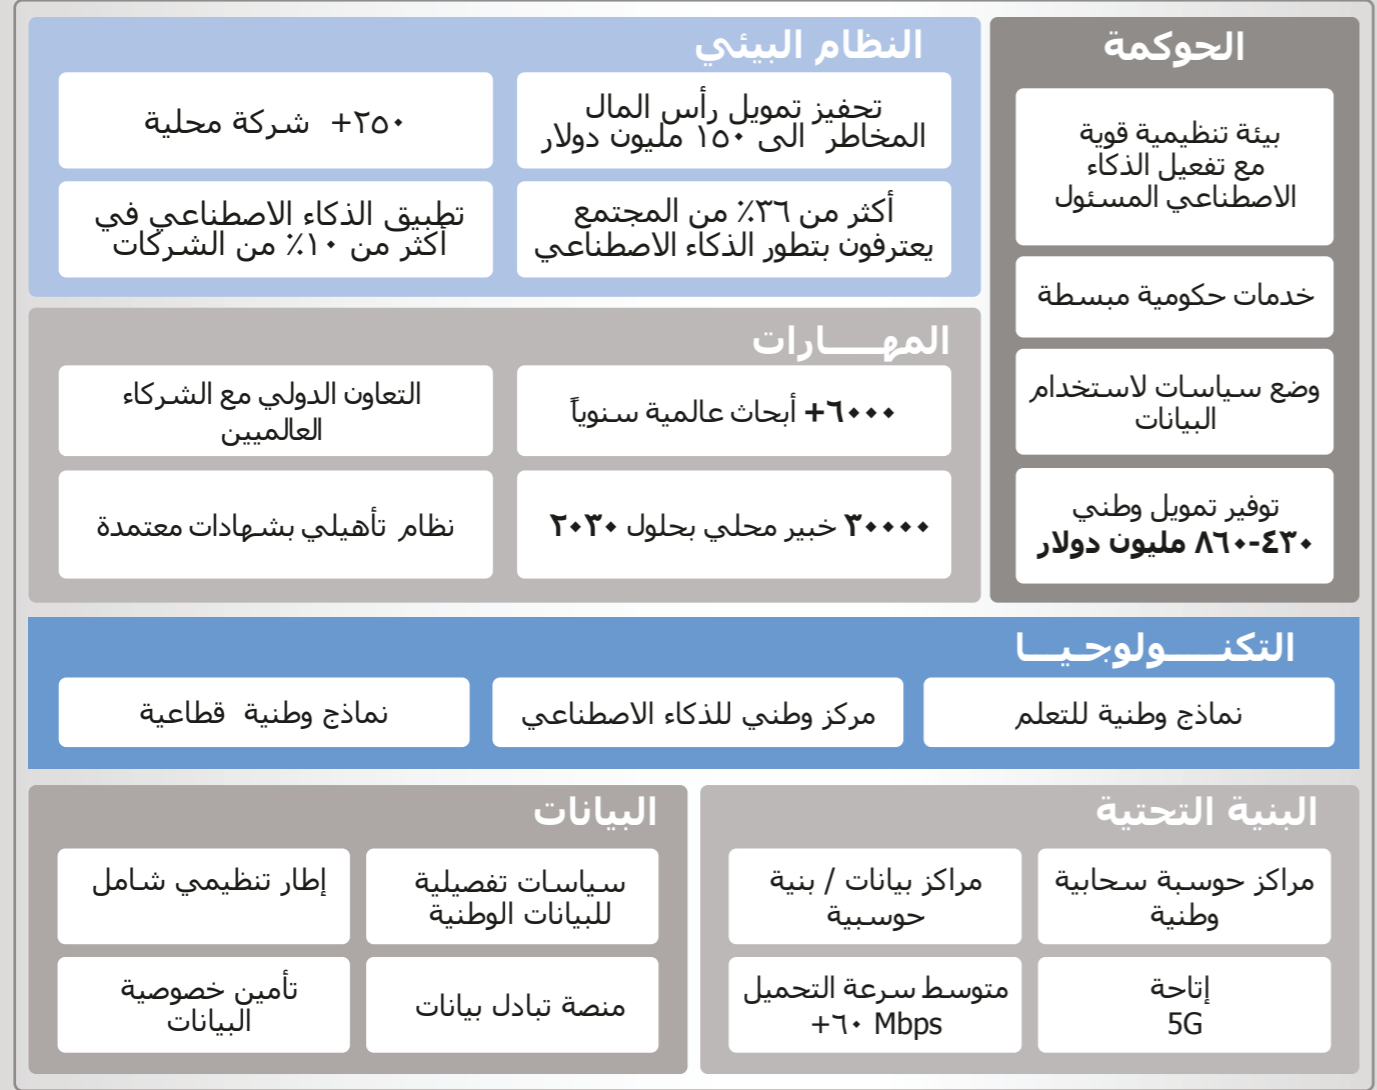 الحوكمة
بيئة تنظيمية قوية
مع تفعيل الذكاء
الاصطناعي المسئول
خدمات حكومية مبسطة
وضع سياسات لاستخدام
البيانات
توفير تمويل وطني
٤٣٠-٨٦٠ مليون دولار
النظام البيئي
تحفيز تمويل رأس المال
المخاطر الى ١٥٠ مليون دولار
٢٥٠+ شركة محلية
أكثر من ٣٦٪ من المجتمع
يعترفون بتطور الذكاء الاصطناعي
تطبيق الذكاء الاصطناعي في
أكثر من ١٠٪ من الشركات
المهـــــارات
٦٠٠٠+ أبحاث عالمية سنوياً
التعاون الدولي مع الشركاء
العالميين
٣٠٠٠٠ خبير محلي بحلول ٢٠٣٠
نظام تأهيلي بشهادات معتمدة
التكنـــــولوجـيـــا
نماذج وطنية للتعلم
مركز وطني للذكاء الاصطناعي
نماذج وطنية قطاعية
البنية التحتية
مراكز حوسبة سحابية
وطنية
مراكز بيانات / بنية
حوسبية
إتاحة
5G
متوسط سرعة التحميل
+٦٠ Mbps
البيانات
سياسات تفصيلية
للبيانات الوطنية
إطار تنظيمي شامل
منصة تبادل بيانات
تأمين خصوصية
البيانات